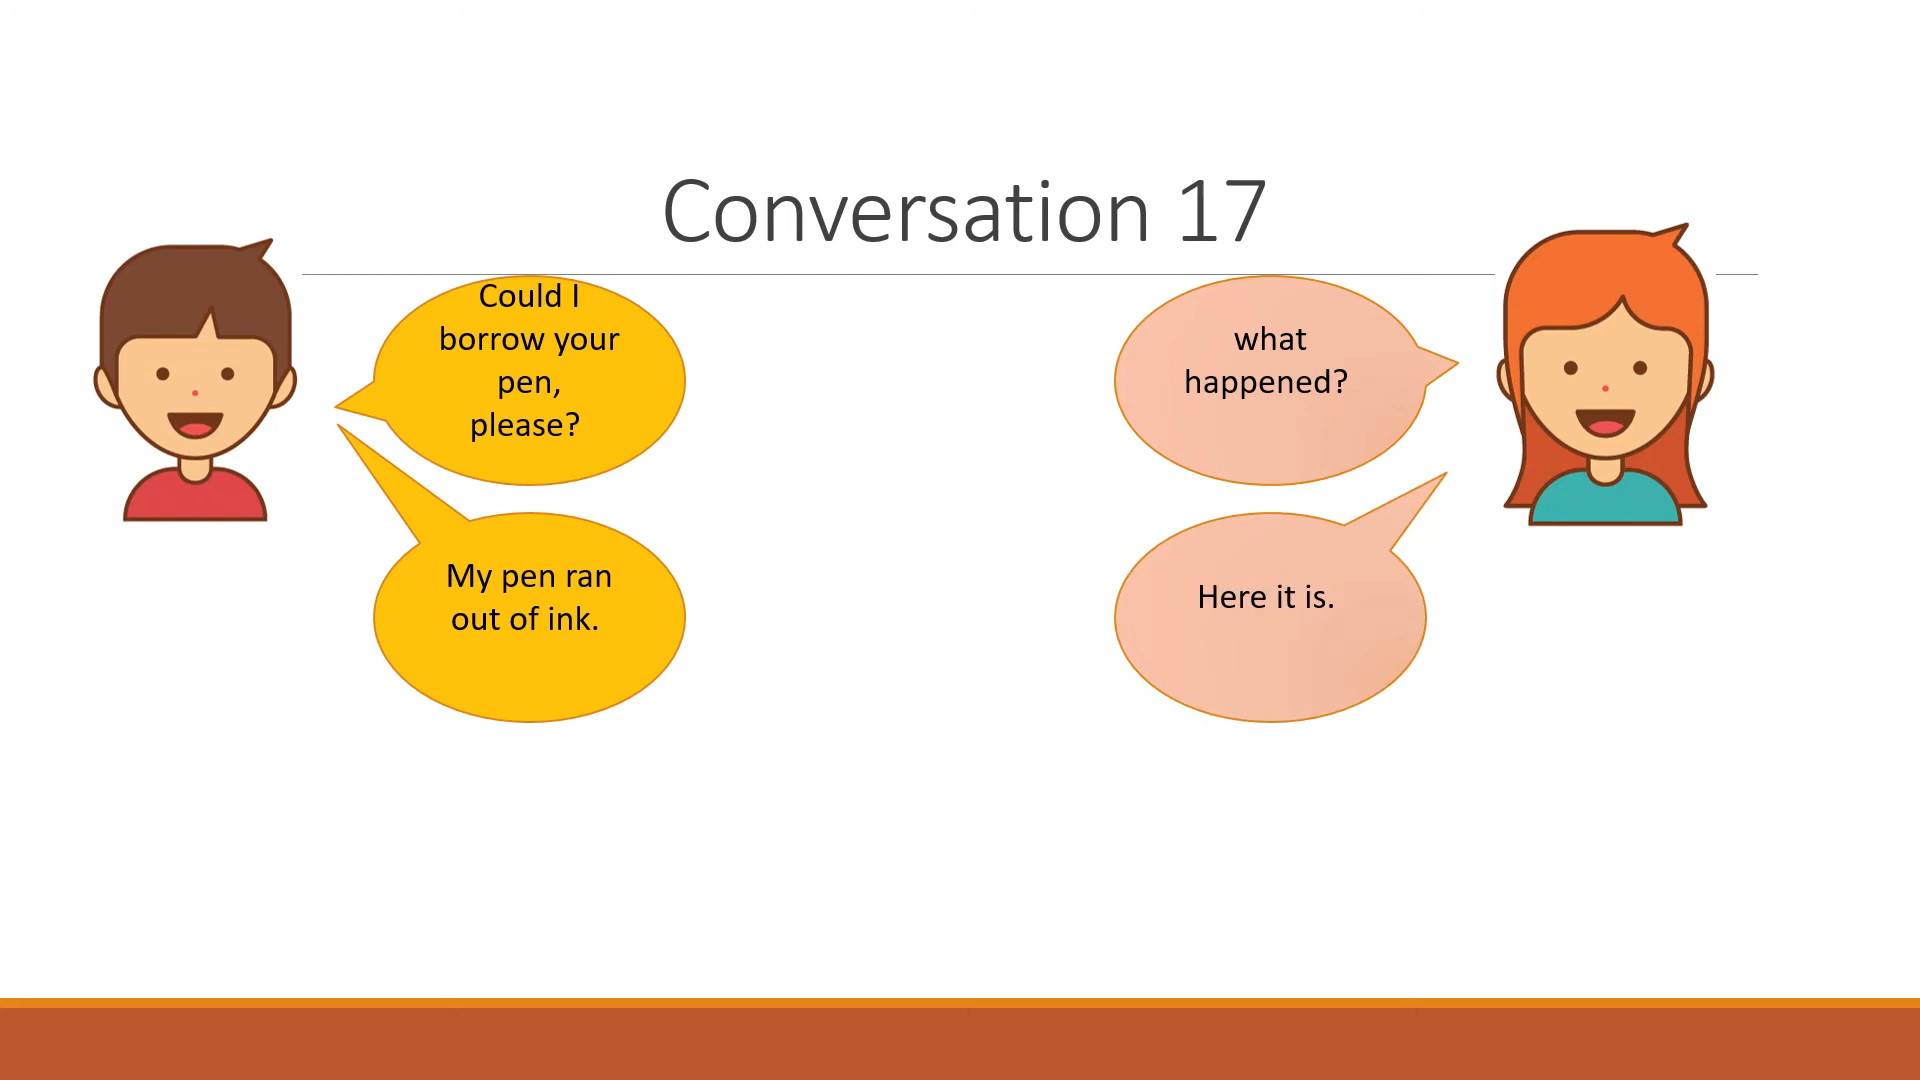 Conversation 17
Could I
borrow your
pen,
please?
what
happened?
My pen ran
out of ink.
Here it is.